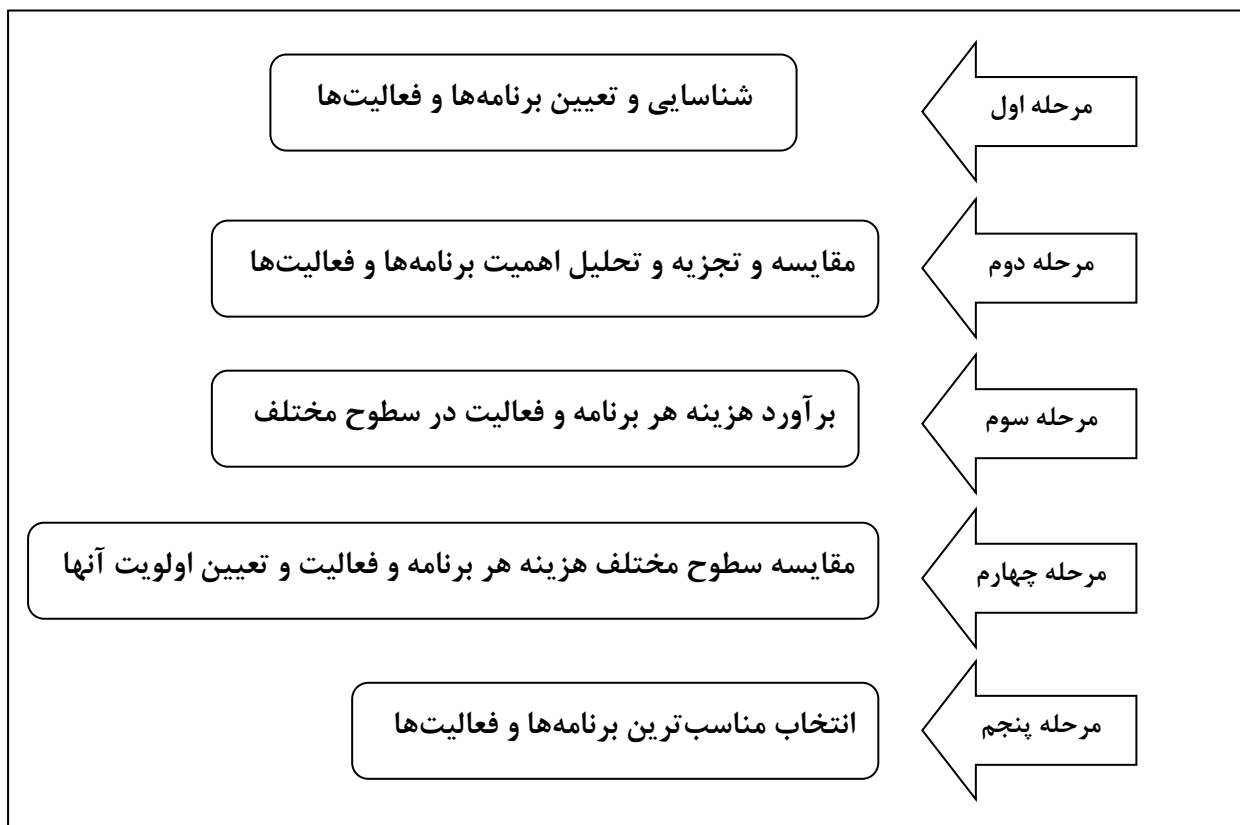 مرحله اول
شناسایی و تعیین برنامه‌ها و فعالیت‌ها
مرحله دوم
مقایسه و تجزیه و تحلیل اهمیت برنامه‌ها و فعالیت‌ها
مرحله سوم
برآورد هزینه هر برنامه و فعالیت در سطوح مختلف
مرحله چهارم
مقایسه سطوح مختلف هزینه هر برنامه و فعالیت و تعیین اولویت آنها
مرحله پنجم
انتخاب مناسب‌ترین برنامه‌ها و فعالیت‌ها